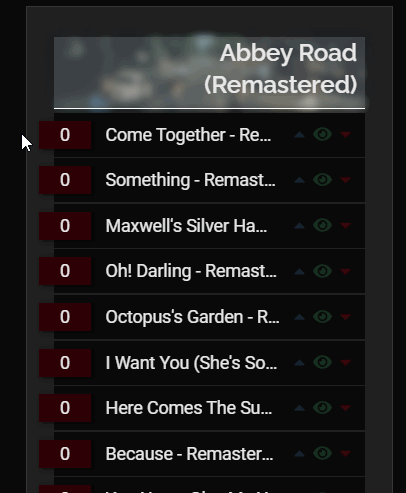 Abbey Road
(Remastered)
0 Come Together - Re...
0 Something - Remast...
0 Maxwell's Silver Ha...
0 Oh! Darling - Remast...
0 Octopus's Garden - R...
0 I Want You (She's So...
0 Here Comes The Su...
0 Because - Remaster...